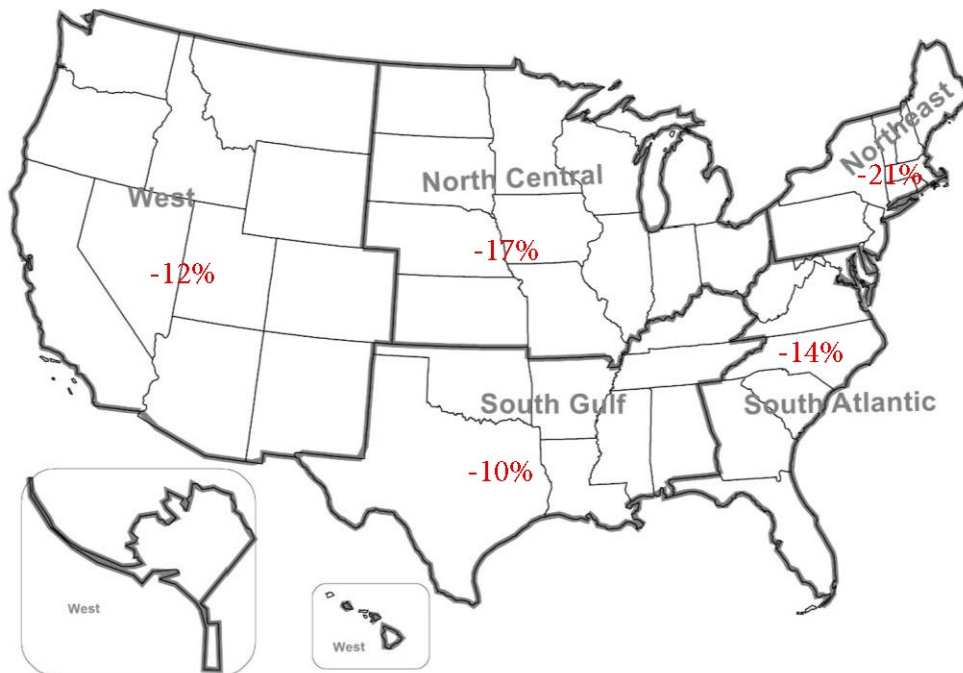 Northeast
-21%
West
North Central
-12%
-17%
-14%
South Gulf
South Atlantic
-10%
West
West